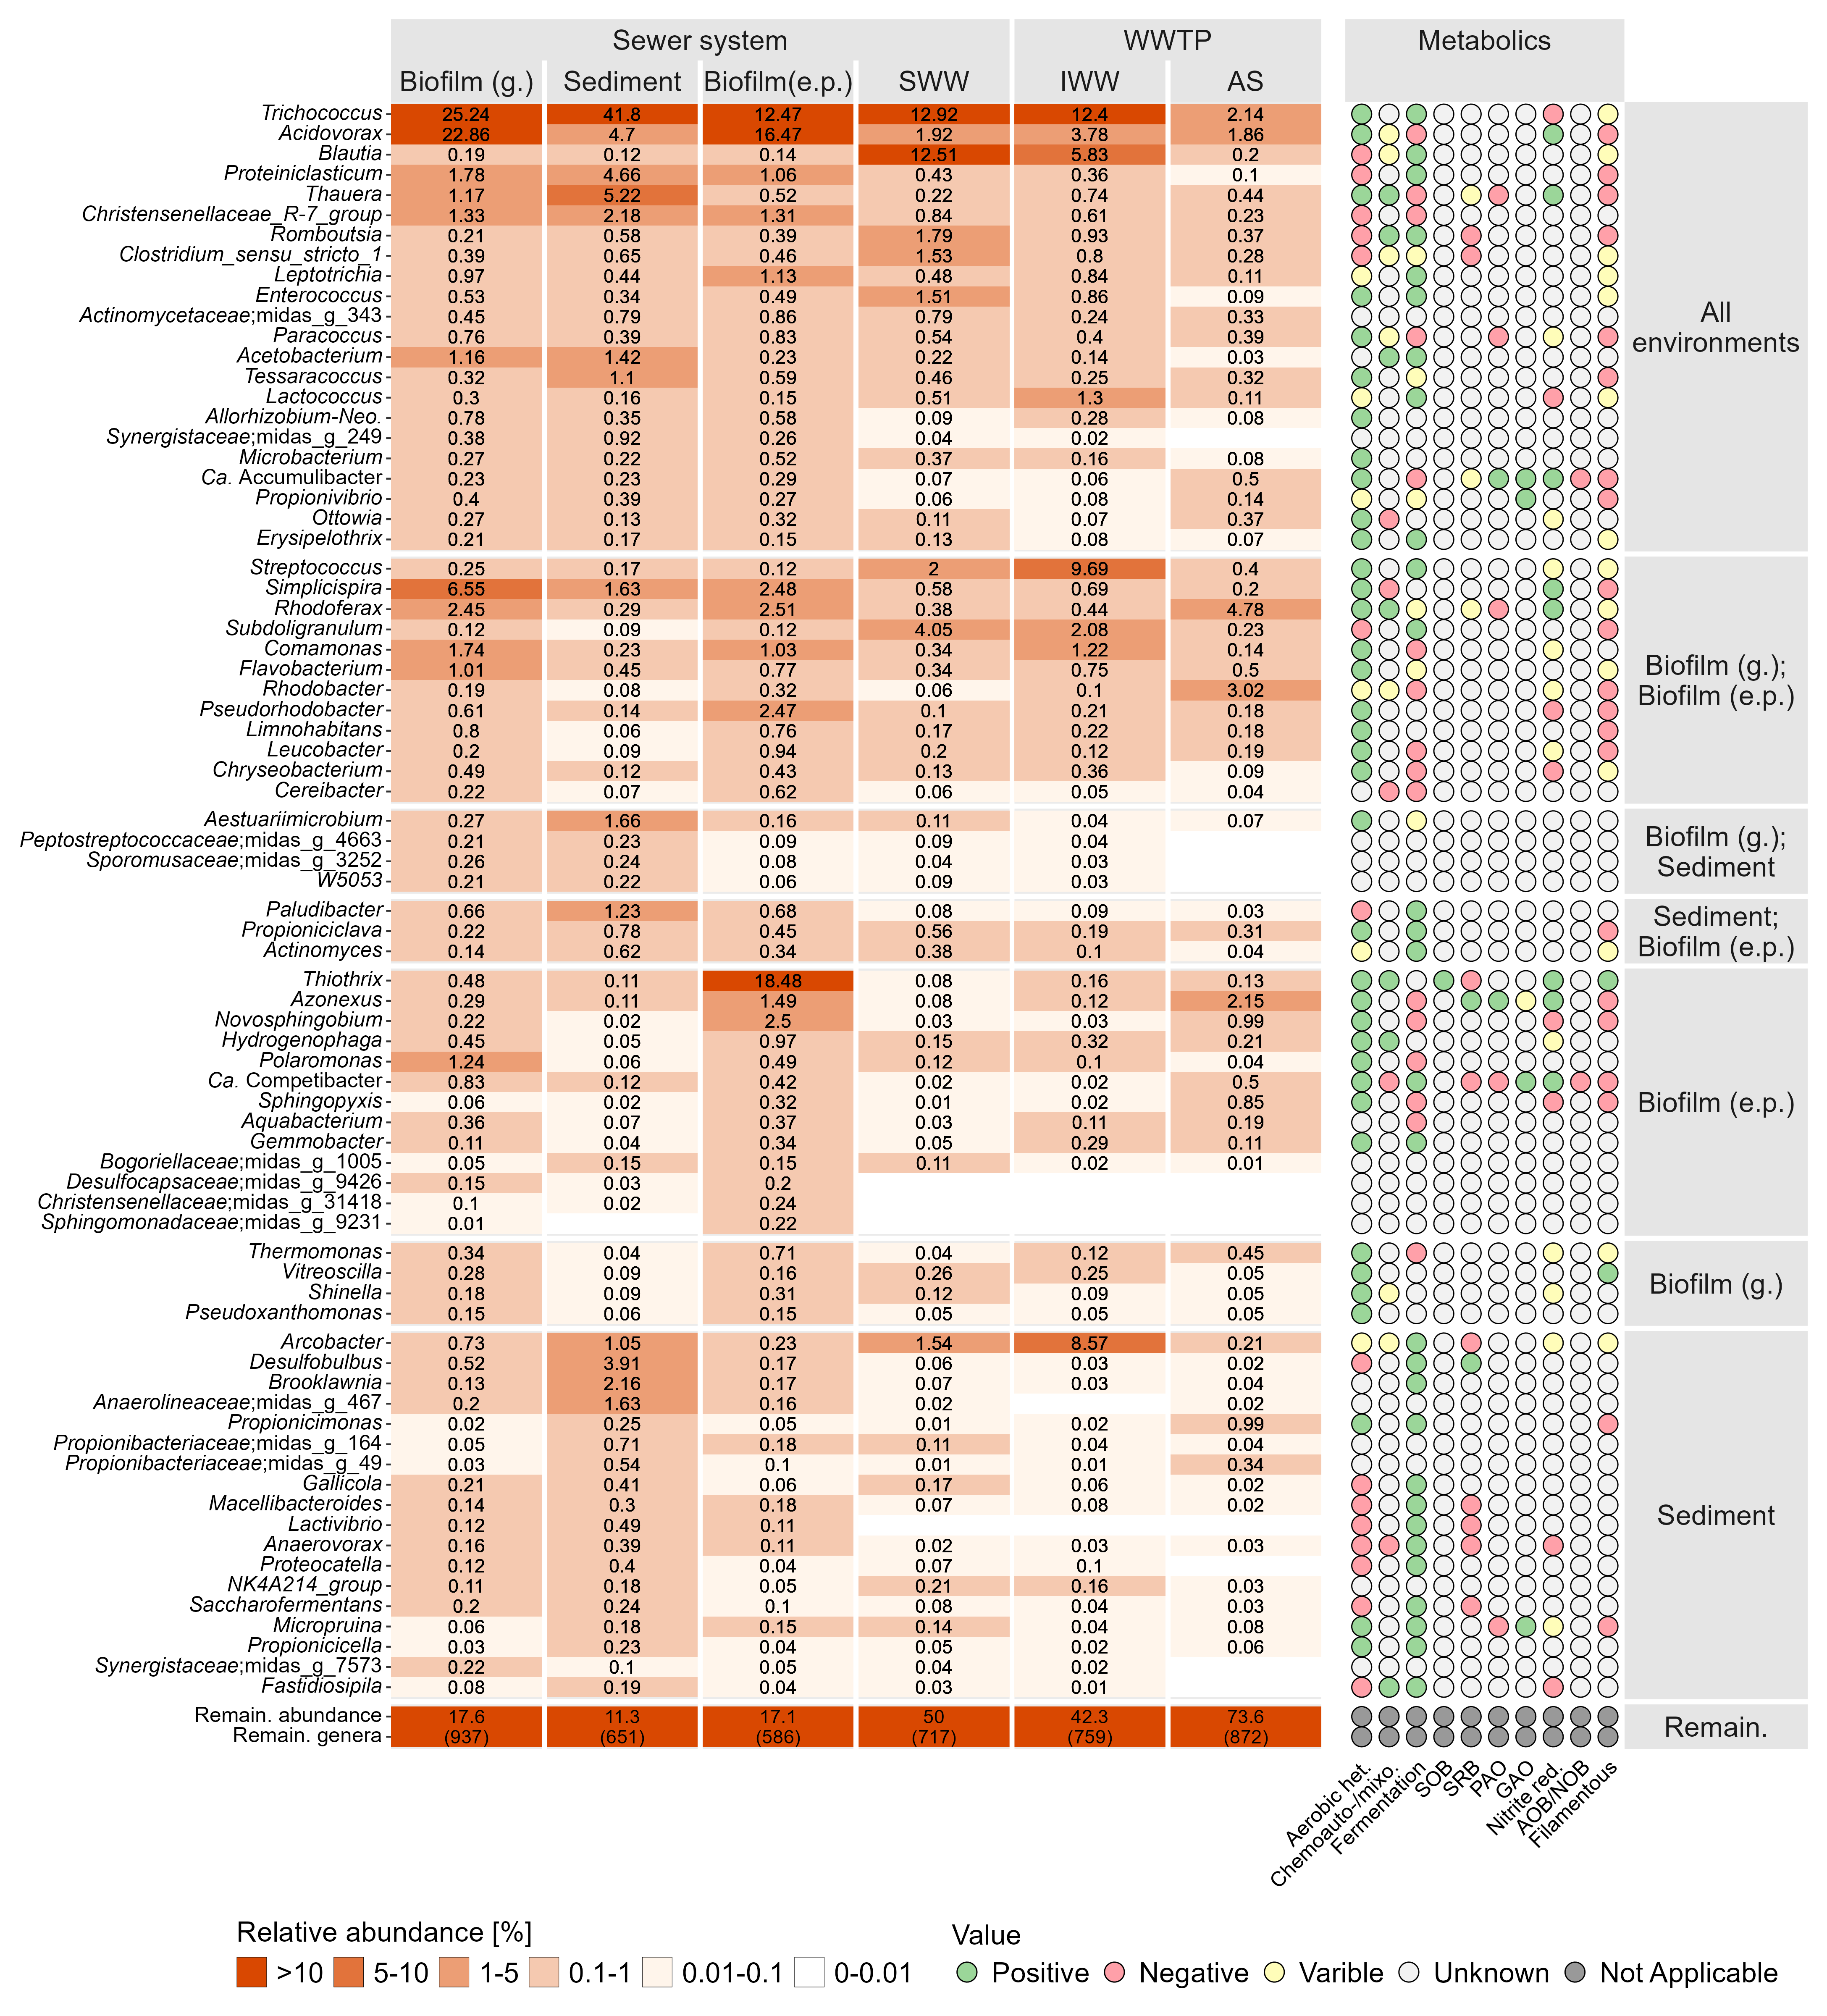 Sewer system WWTP Metabolics
Biofilm (g.) Sediment Biofilm(e.p.) SWW IWW AS
Trichococcus 25.24 41.8 12.47 12.92 12.4 2.14
Acidovorax 22.86 4.7 16.47 1.92 3.78 1.86
Blautia 0.19 0.12 0.14 12.51 5.83 0.2
Proteiniclasticum 1.78 4.66 1.06 0.43 0.36 0.1
Thauera 1.17 5.22 0.52 0.22 0.74 0.44
Christensenellaceae_R-7_group 1.33 2.18 1.31 0.84 0.61 0.23
Romboutsia 0.21 0.58 0.39 1.79 0.93 0.37
Clostridium_sensu_stricto_1 0.39 0.65 0.46 1.53 0.8 0.28
Leptotrichia 0.97 0.44 1.13 0.48 0.84 0.11
Enterococcus 0.53 0.34 0.49 1.51 0.86 0.09
Actinomycetaceae;midas_g_343 0.45 0.79 0.86 0.79 0.24 0.33
Paracoccus 0.76 0.39 0.83 0.54 0.4 0.39
Acetobacterium 1.16 1.42 0.23 0.22 0.14 0.03
Tessaracoccus 0.32 1.1 0.59 0.46 0.25 0.32
Lactococcus 0.3 0.16 0.15 0.51 1.3 0.11
Allorhizobium-Neo. 0.78 0.35 0.58 0.09 0.28 0.08
Synergistaceae;midas_g_249 0.38 0.92 0.26 0.04 0.02
Microbacterium 0.27 0.22 0.52 0.37 0.16 0.08
Ca. Accumulibacter 0.23 0.23 0.29 0.07 0.06 0.5
Propionivibrio 0.4 0.39 0.27 0.06 0.08 0.14
Ottowia 0.27 0.13 0.32 0.11 0.07 0.37
Erysipelothrix 0.21 0.17 0.15 0.13 0.08 0.07
All
environments
Streptococcus 0.25 0.17 0.12 2 9.69 0.4
Simplicispira 6.55 1.63 2.48 0.58 0.69 0.2
Rhodoferax 2.45 0.29 2.51 0.38 0.44 4.78
Subdoligranulum 0.12 0.09 0.12 4.05 2.08 0.23
Comamonas 1.74 0.23 1.03 0.34 1.22 0.14
Flavobacterium 1.01 0.45 0.77 0.34 0.75 0.5
Rhodobacter 0.19 0.08 0.32 0.06 0.1 3.02
Pseudorhodobacter 0.61 0.14 2.47 0.1 0.21 0.18
Limnohabitans 0.8 0.06 0.76 0.17 0.22 0.18
Leucobacter 0.2 0.09 0.94 0.2 0.12 0.19
Chryseobacterium 0.49 0.12 0.43 0.13 0.36 0.09
Cereibacter 0.22 0.07 0.62 0.06 0.05 0.04
Biofilm (g.);
Biofilm (e.p.)
Aestuariimicrobium 0.27 1.66 0.16 0.11 0.04 0.07
Peptostreptococcaceae;midas_g_4663 0.21 0.23 0.09 0.09 0.04
Sporomusaceae;midas_g_3252 0.26 0.24 0.08 0.04 0.03
W5053 0.21 0.22 0.06 0.09 0.03
Biofilm (g.);
Sediment
Paludibacter 0.66 1.23 0.68 0.08 0.09 0.03
Propioniciclava 0.22 0.78 0.45 0.56 0.19 0.31
Actinomyces 0.14 0.62 0.34 0.38 0.1 0.04
Sediment;
Biofilm (e.p.)
Thiothrix 0.48 0.11 18.48 0.08 0.16 0.13
Azonexus 0.29 0.11 1.49 0.08 0.12 2.15
Novosphingobium 0.22 0.02 2.5 0.03 0.03 0.99
Hydrogenophaga 0.45 0.05 0.97 0.15 0.32 0.21
Polaromonas 1.24 0.06 0.49 0.12 0.1 0.04
Ca. Competibacter 0.83 0.12 0.42 0.02 0.02 0.5
Sphingopyxis 0.06 0.02 0.32 0.01 0.02 0.85
Aquabacterium 0.36 0.07 0.37 0.03 0.11 0.19
Gemmobacter 0.11 0.04 0.34 0.05 0.29 0.11
Bogoriellaceae;midas_g_1005 0.05 0.15 0.15 0.11 0.02 0.01
Desulfocapsaceae;midas_g_9426 0.15 0.03 0.2
Christensenellaceae;midas_g_31418 0.1 0.02 0.24
Sphingomonadaceae;midas_g_9231 0.01 0.22
Biofilm (e.p.)
Thermomonas 0.34 0.04 0.71 0.04 0.12 0.45
Vitreoscilla 0.28 0.09 0.16 0.26 0.25 0.05
Shinella 0.18 0.09 0.31 0.12 0.09 0.05
Pseudoxanthomonas 0.15 0.06 0.15 0.05 0.05 0.05
Biofilm (g.)
Arcobacter 0.73 1.05 0.23 1.54 8.57 0.21
Desulfobulbus 0.52 3.91 0.17 0.06 0.03 0.02
Brooklawnia 0.13 2.16 0.17 0.07 0.03 0.04
Anaerolineaceae;midas_g_467 0.2 1.63 0.16 0.02 0.02
Propionicimonas 0.02 0.25 0.05 0.01 0.02 0.99
Propionibacteriaceae;midas_g_164 0.05 0.71 0.18 0.11 0.04 0.04
Propionibacteriaceae;midas_g_49 0.03 0.54 0.1 0.01 0.01 0.34
Gallicola 0.21 0.41 0.06 0.17 0.06 0.02
Macellibacteroides 0.14 0.3 0.18 0.07 0.08 0.02
Lactivibrio 0.12 0.49 0.11
Anaerovorax 0.16 0.39 0.11 0.02 0.03 0.03
Proteocatella 0.12 0.4 0.04 0.07 0.1
NK4A214_group 0.11 0.18 0.05 0.21 0.16 0.03
Saccharofermentans 0.2 0.24 0.1 0.08 0.04 0.03
Micropruina 0.06 0.18 0.15 0.14 0.04 0.08
Propionicicella 0.03 0.23 0.04 0.05 0.02 0.06
Synergistaceae;midas_g_7573 0.22 0.1 0.05 0.04 0.02
Fastidiosipila 0.08 0.19 0.04 0.03 0.01
Sediment
Remain. abundance 17.6 11.3 17.1 50 42.3 73.6
Remain. genera (937) (651) (586) (717) (759) (872)
Remain.
Aerobic het.
Chemoauto-/mixo.
Fermentation
SOB
SRB
PAO
GAO
Nitrite red.
AOB/NOB
Filamentous
Relative abundance [%]
>10 5-10 1-5 0.1-1 0.01-0.1 0-0.01
Value
Positive Negative Varible Unknown Not Applicable